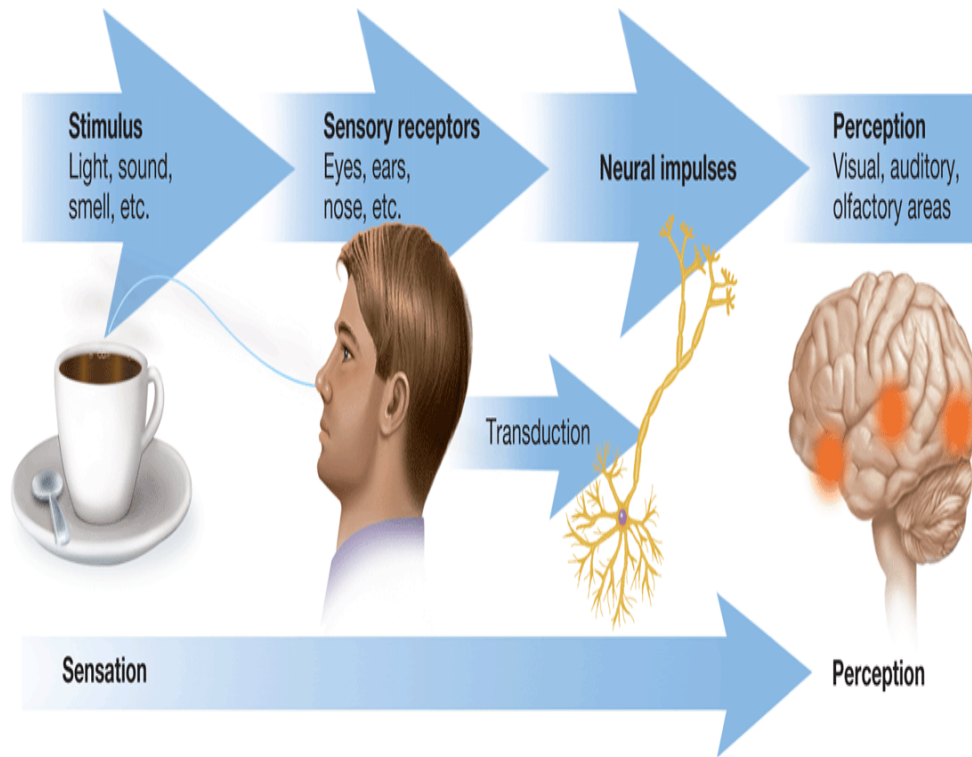 Stimulus
Light, sound,
smell, etc.
Sensory receptors
Eyes, ears,
nose, etc.
Neural impulses
Perception
Visual, auditory,
olfactory areas
Transduction
Sensation
Perception